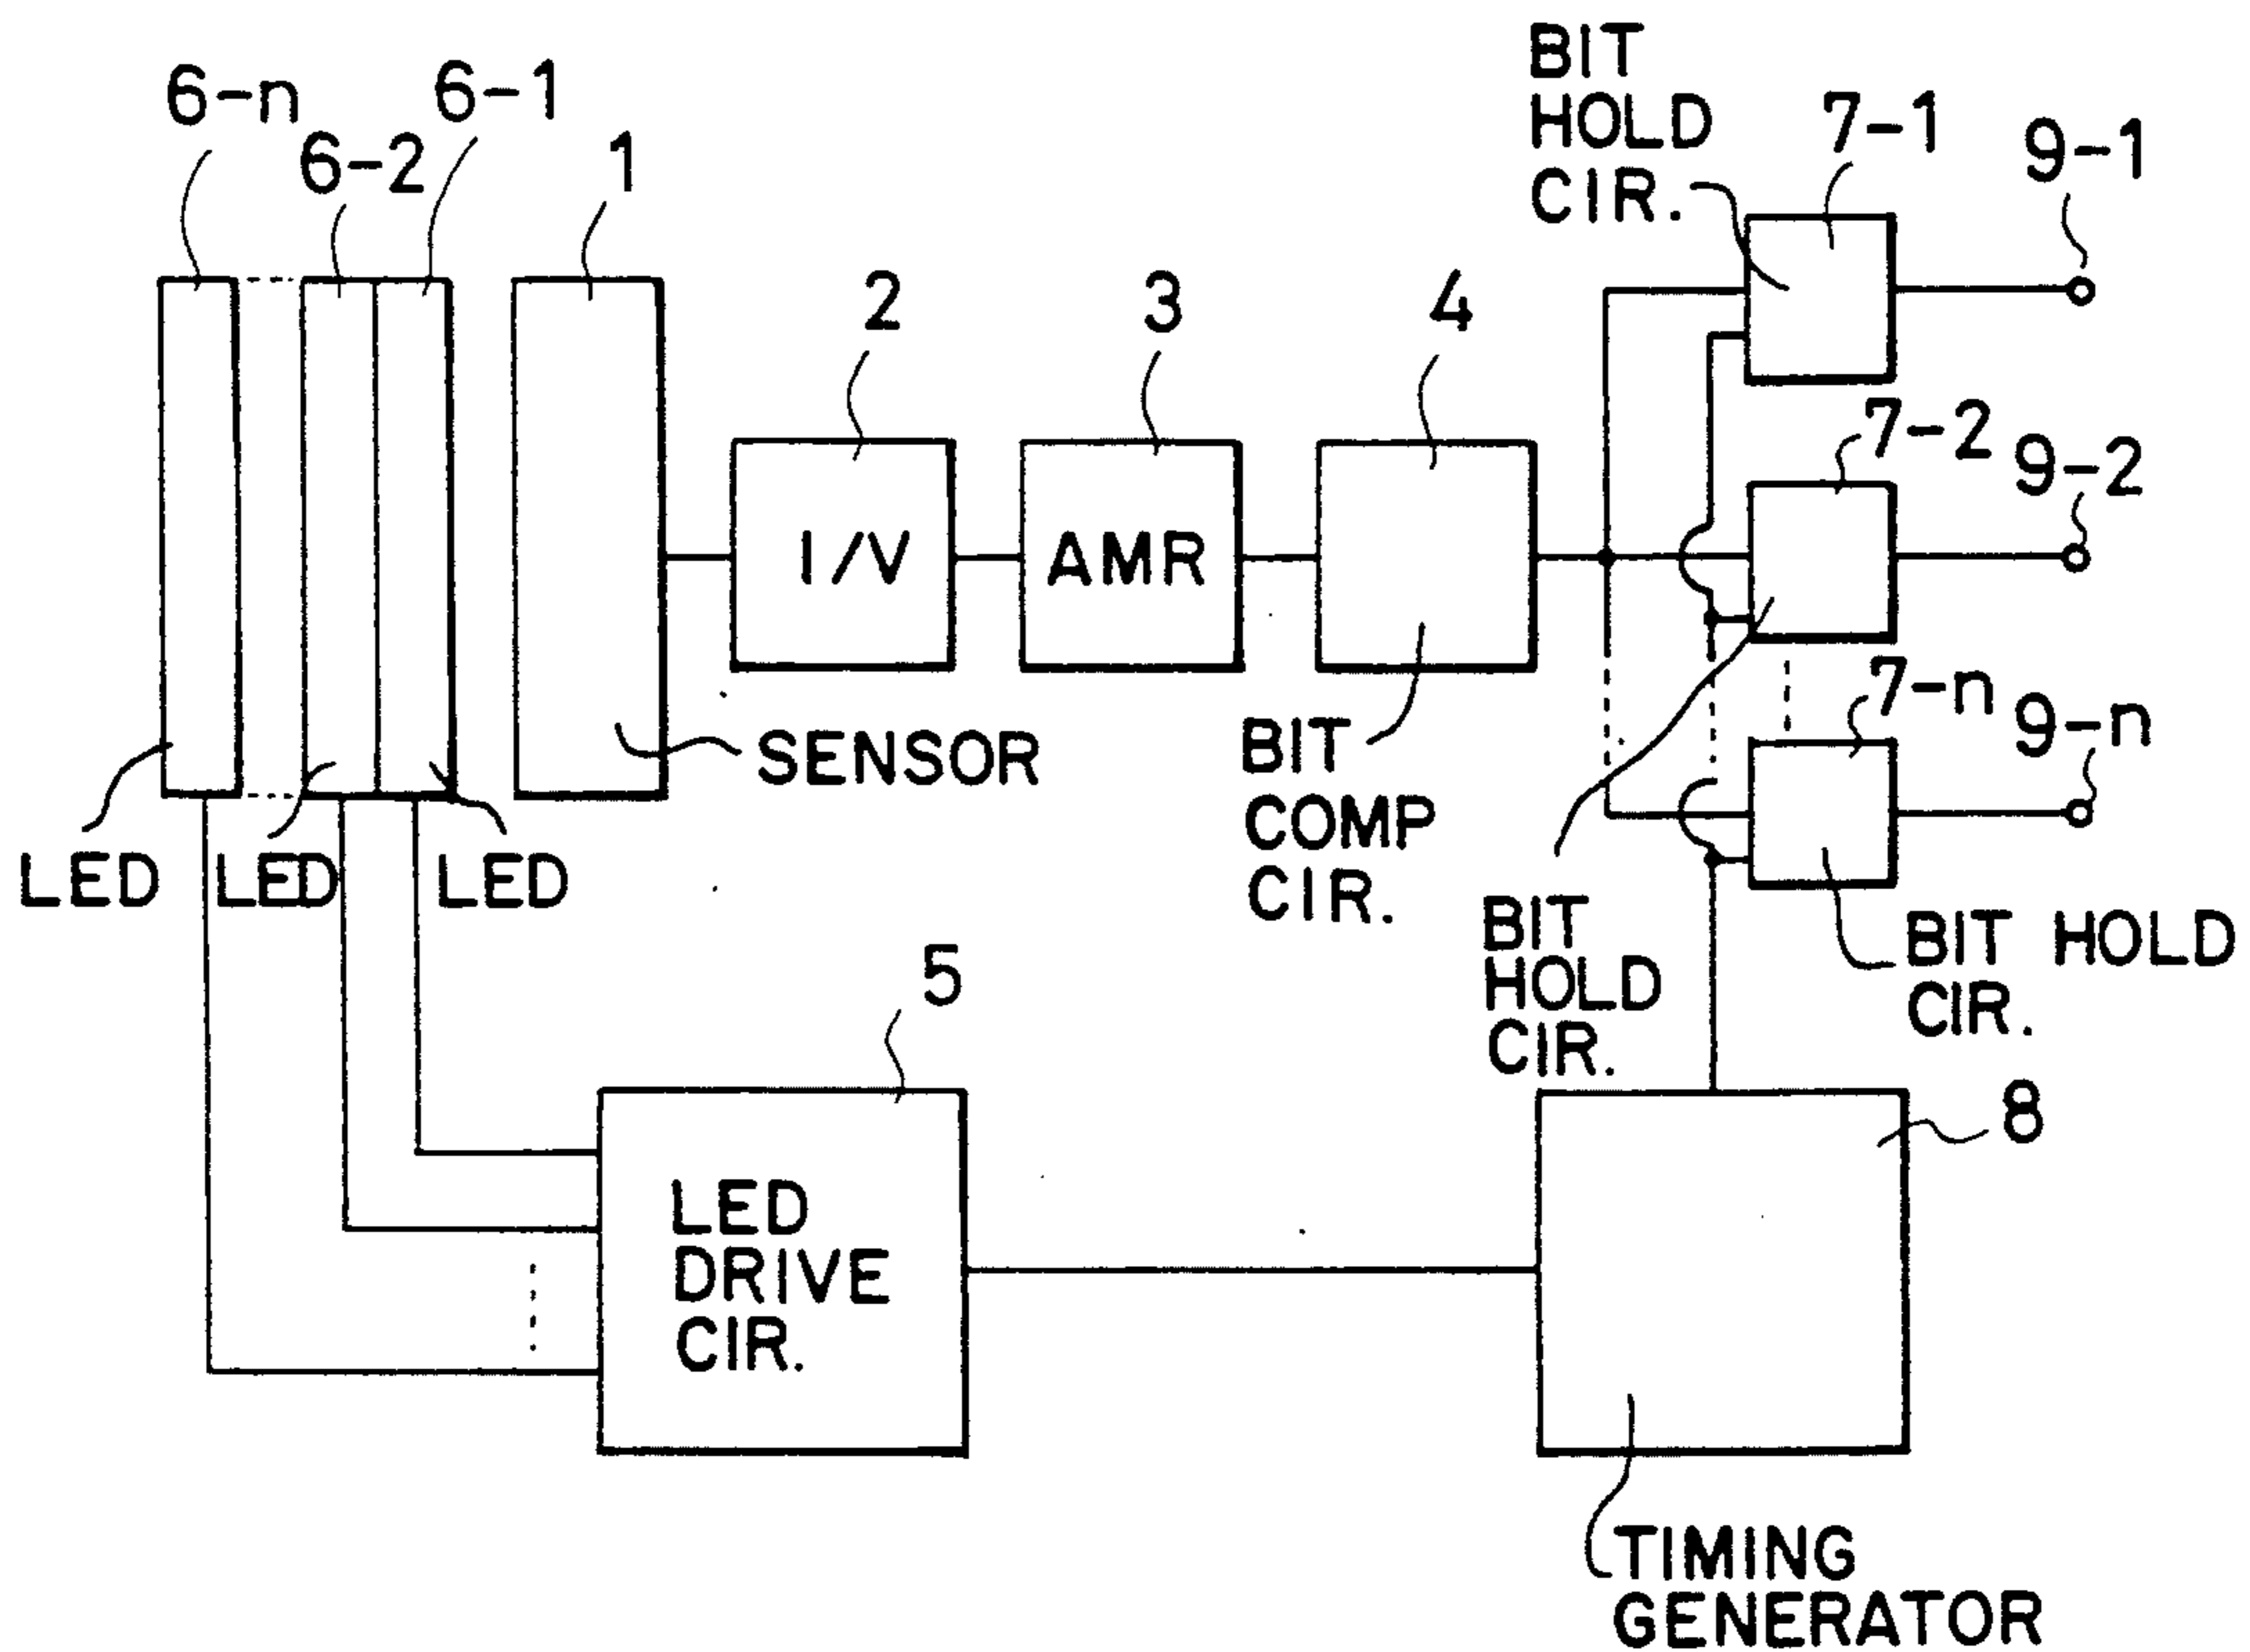 BIT
HOLD
CIR.
6-n
6-2
6-1
1
7-1
9-1
2
3
4
7-2
9-2
I/V
AMR
7-n
9-n
SENSOR
BIT
COMP
CIR.
LED
LED
LED
BIT
HOLD
CIR.
BIT HOLD
CIR.
5
8
LED
DRIVE
CIR.
TIMING
GENERATOR